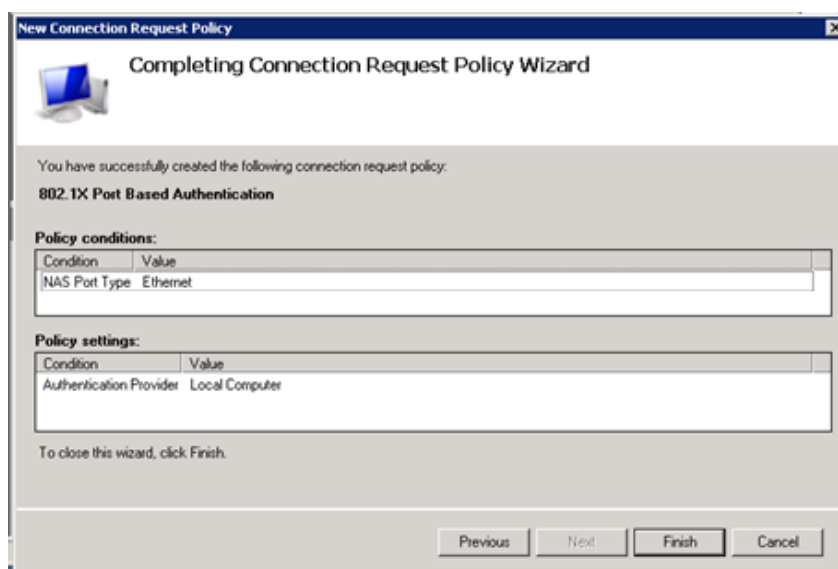 New Connection Request Policy
Completing Connection Request Policy Wizard
You have successfully created the following connection request policy:
802.1X Port Based Authentication
Policy conditions:
Condition Value
NAS Port Type Ethernet
Policy settings:
Condition Value
Authentication Provider Local Computer
To close this wizard, click Finish.
Previous Next Finish Cancel